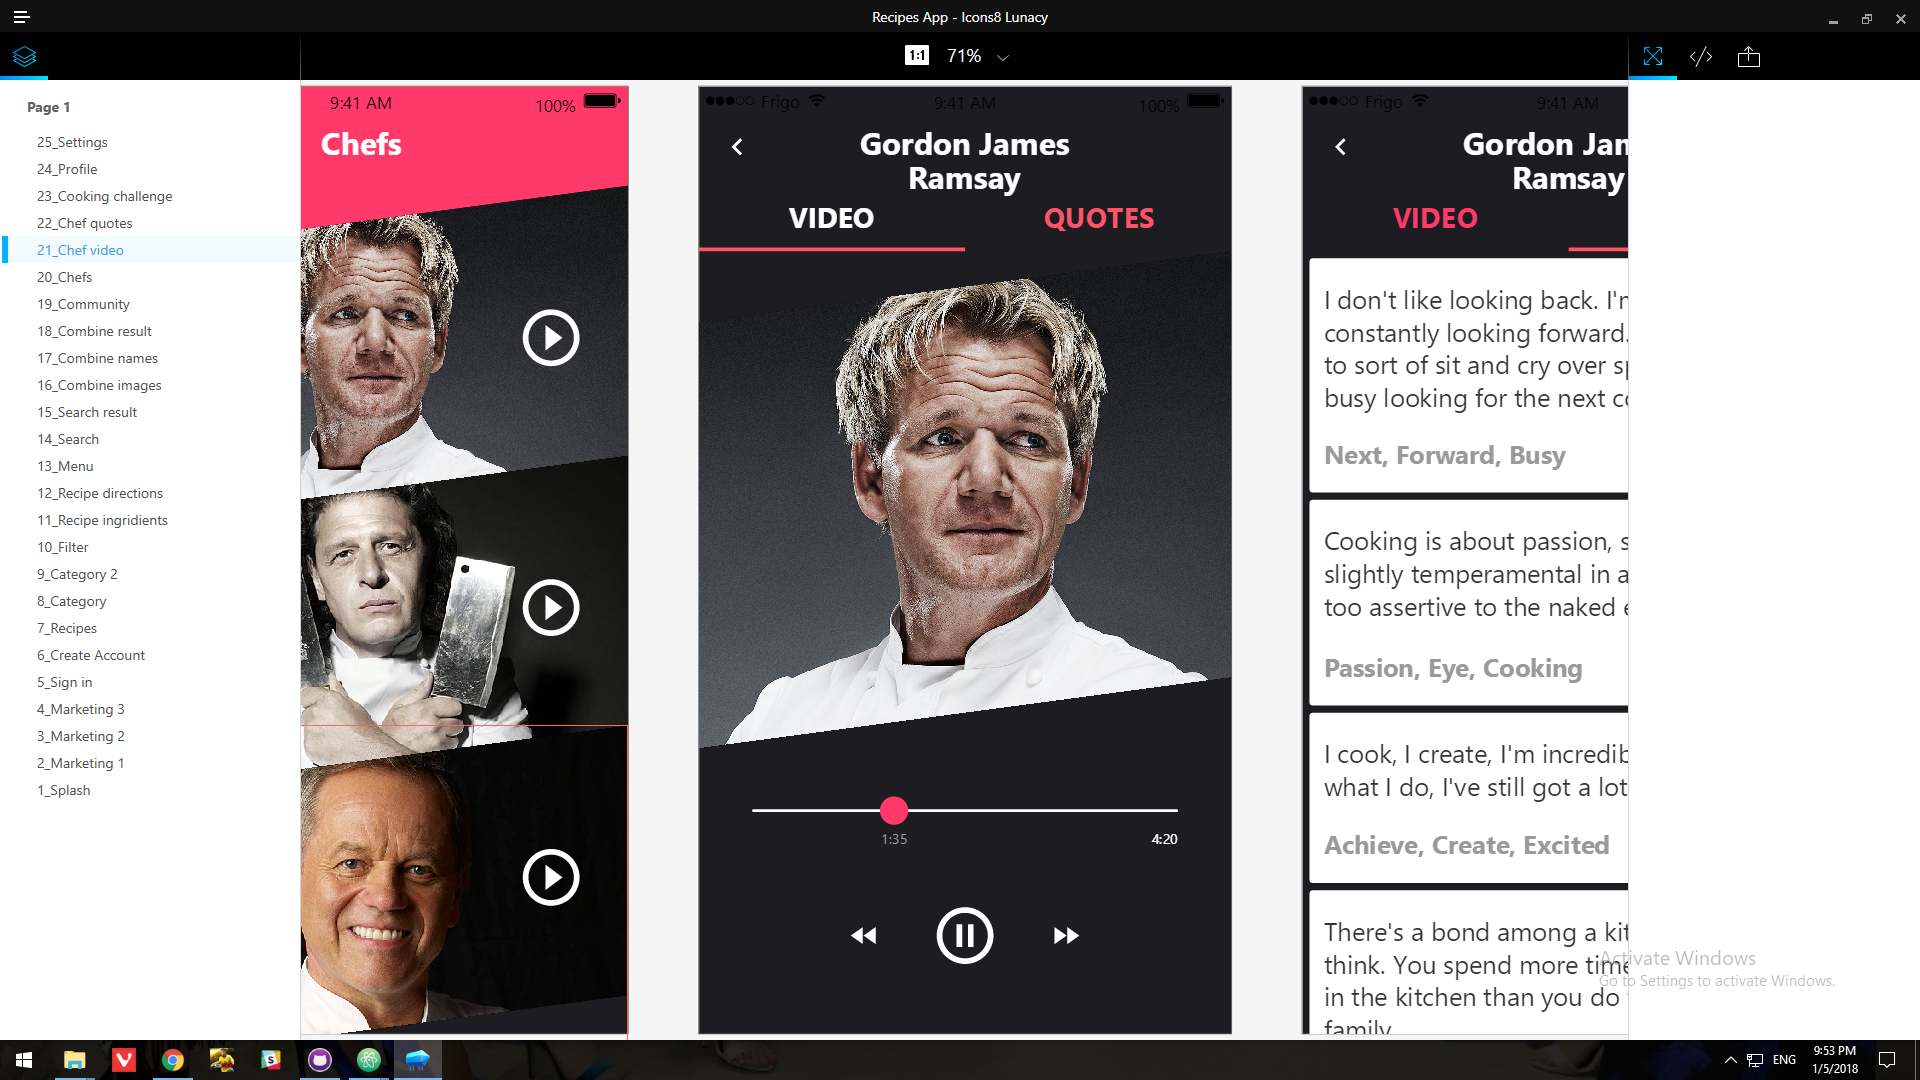 Recipes App - Icons8 Lunacy
1:1 71%
Page 1
25_Settings
24_Profile
23_Cooking challenge
22_Chef quotes
21_Chef video
20_Chefs
19_Community
18_Combine result
17_Combine names
16_Combine images
15_Search result
14_Search
13_Menu
12_Recipe directions
11_Recipe ingridients
10_Filter
9_Category 2
8_Category
7_Recipes
6_Create Account
5_Sign in
4_Marketing 3
3_Marketing 2
2_Marketing 1
1_Splash
9:41 AM 100%
Chefs
Frigo 9:41 AM 100%
Gordon James
Ramsay
VIDEO QUOTES
1:35 4:20
Frigo 9:41 AM
Gordon Jam
Ramsay
VIDEO
I don't like looking back. I'm
constantly looking forward.
to sort of sit and cry over sp
busy looking for the next co
Next, Forward, Busy
Cooking is about passion, s
slightly temperamental in a
too assertive to the naked e
Passion, Eye, Cooking
I cook, I create, I'm incredib
what I do, I've still got a lot
Achieve, Create, Excited
There's a bond among a kit
think. You spend more time
in the kitchen than you do
family.
Activate Windows
Go to Settings to activate Windows.
ENG
9:53 PM
1/5/2018